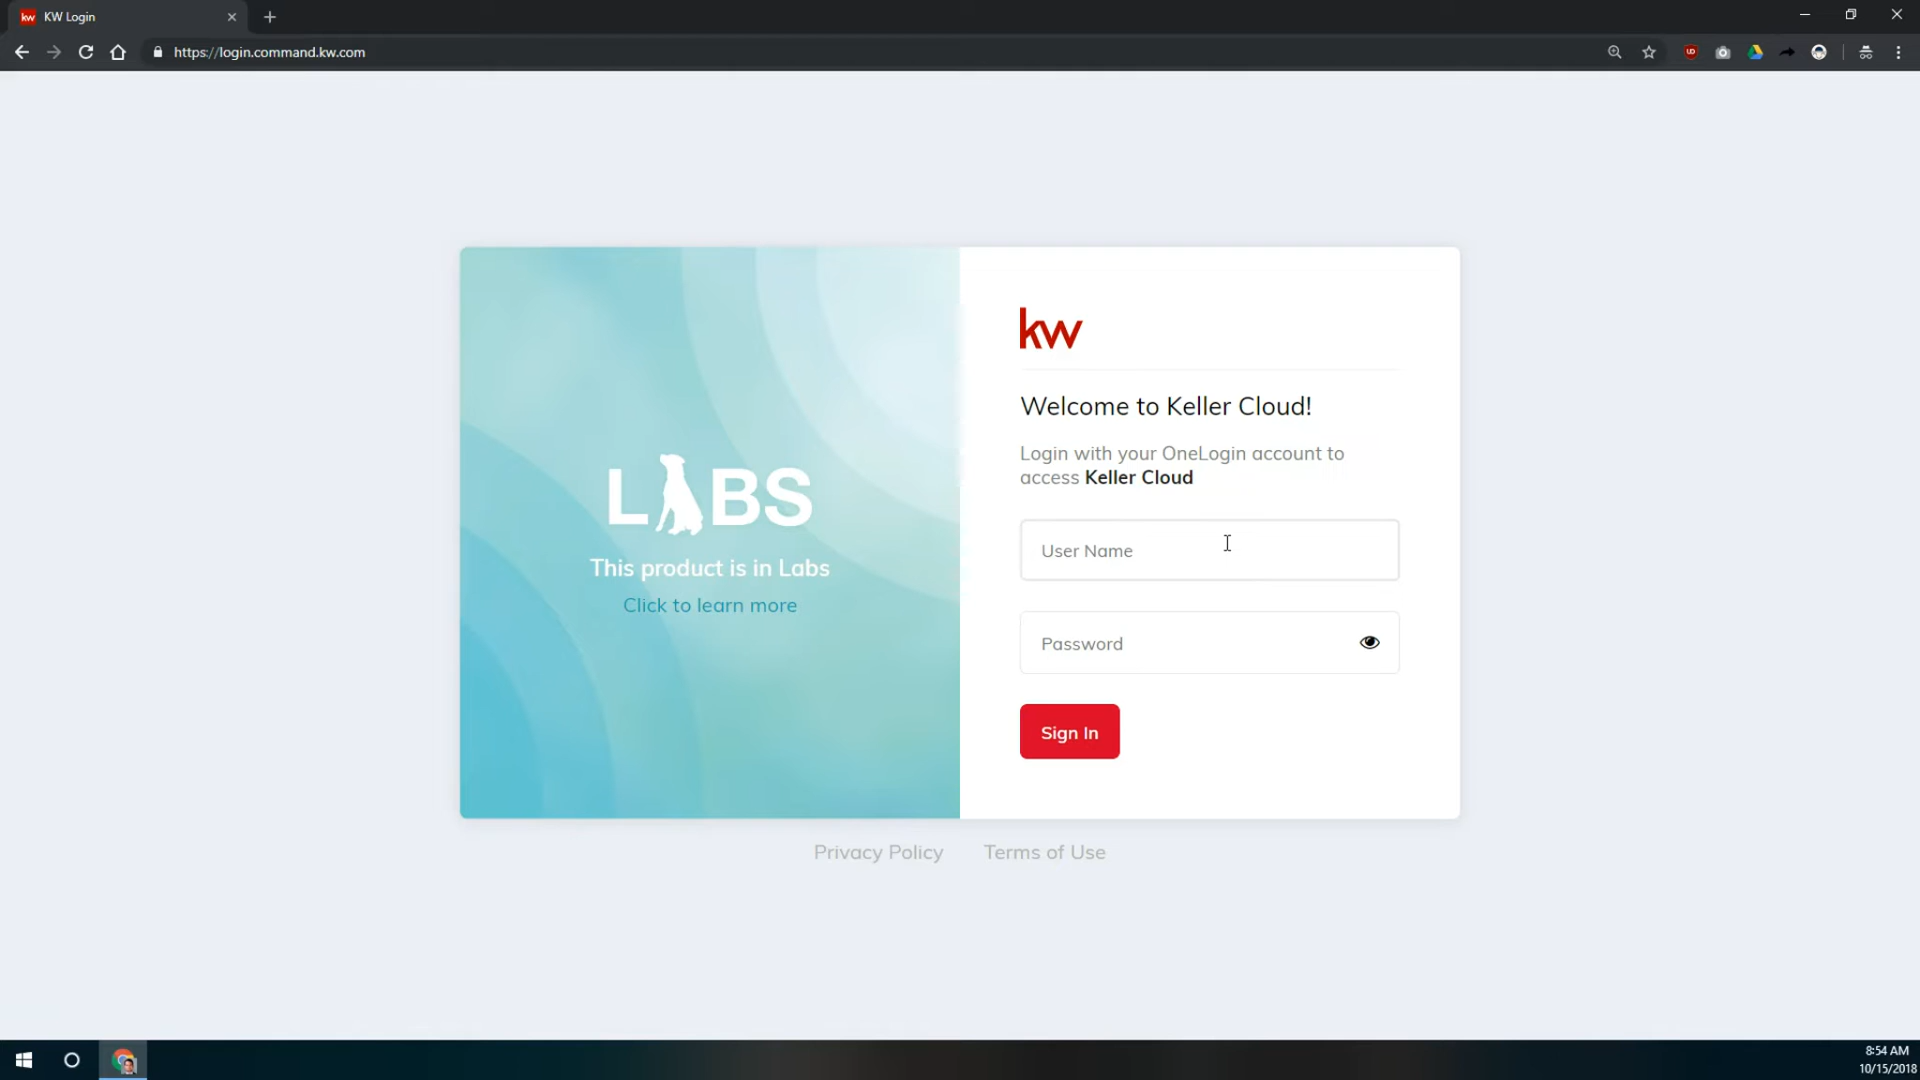 kw KW Login
https://login.command.kw.com
UD
kw
Welcome to Keller Cloud!
Login with your OneLogin account to
access Keller Cloud
LABS
This product is in Labs
Click to learn more
User Name
Password
Sign In
Privacy Policy Terms of Use
8:54 AM
10/15/2018